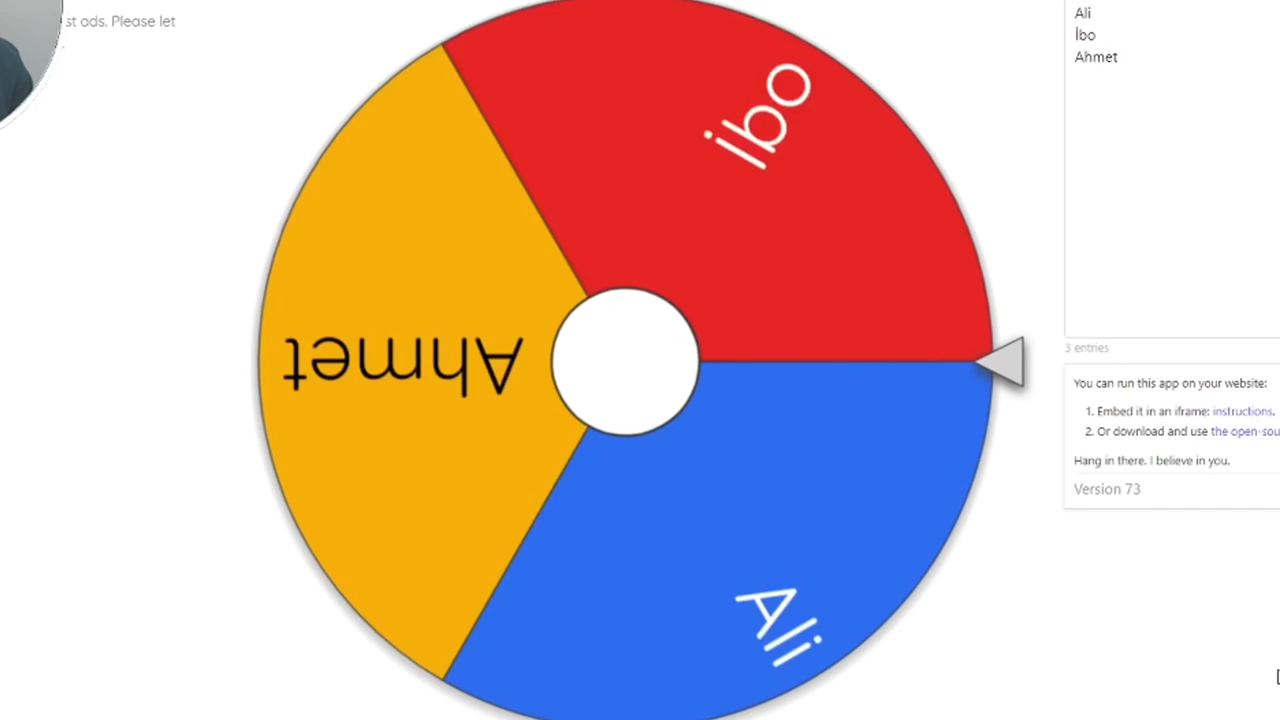 st ads. Please let
İbo
Ahmet
Ali
Ali
İbo
Ahmet
3 entries
You can run this app on your website:
1. Embed it in an iframe: instructions.
2. Or download and use the open-sou
Hang in there. I believe in you.
Version 73